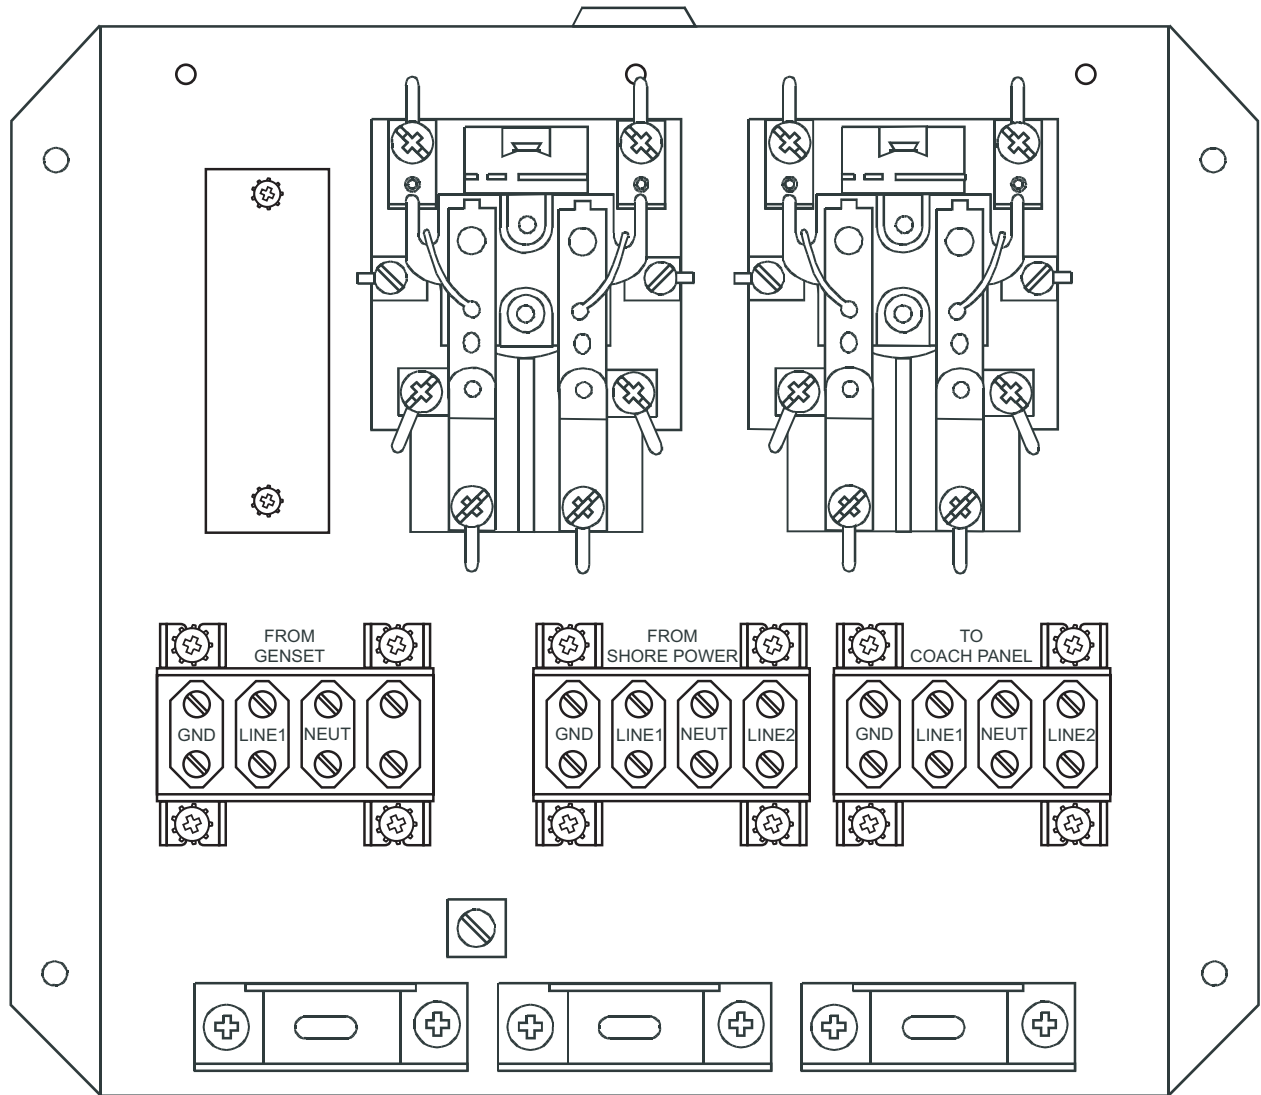 FROM
GENSET
FROM
SHORE POWER
TO
COACH PANEL
GND LINE1 NEUT
GND LINE1 NEUT LINE2
GND LINE1 NEUT LINE2